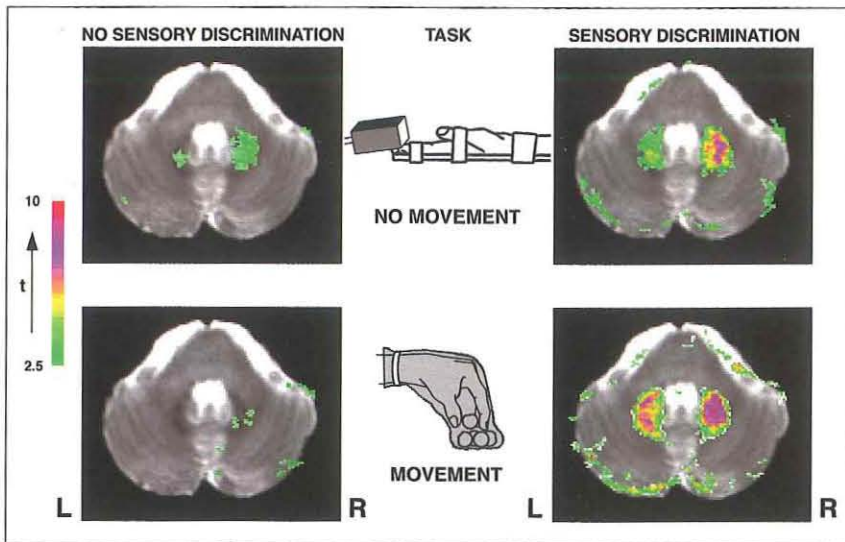 NO SENSORY DISCRIMINATION
TASK
SENSORY DISCRIMINATION
10
t
2.5
NO MOVEMENT
MOVEMENT
L
R
L
R